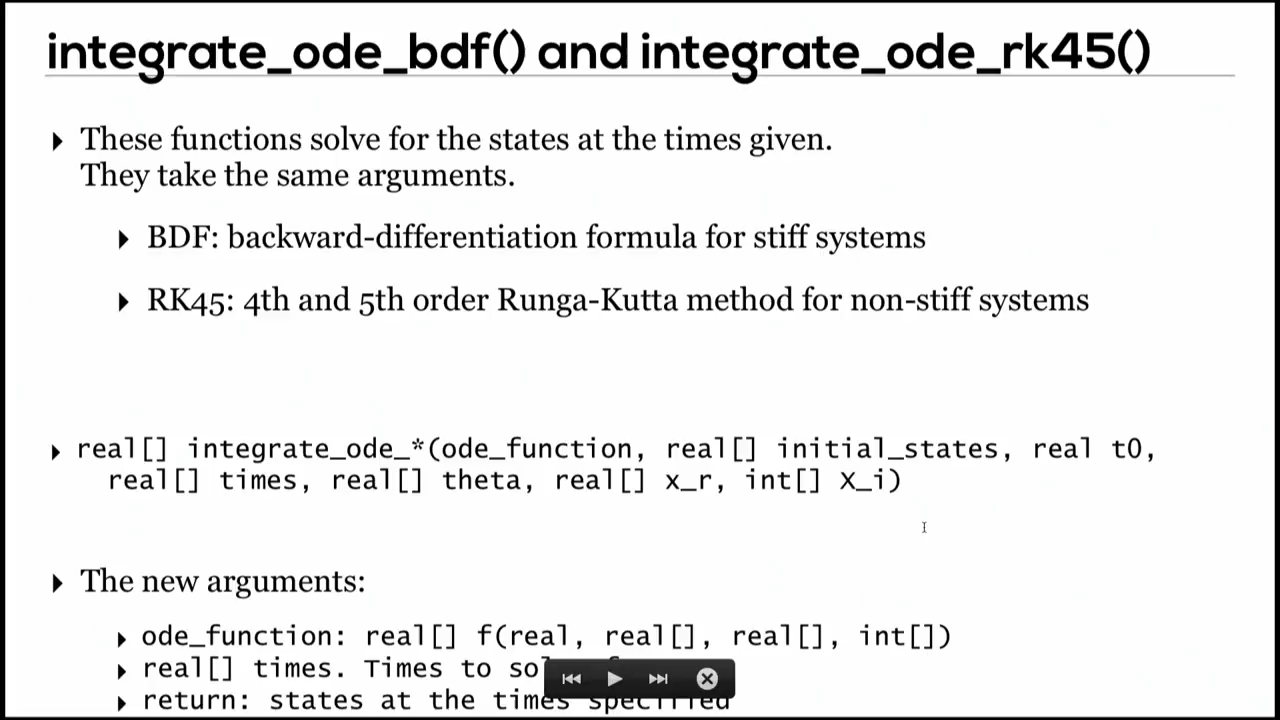 integrate_ode_bdf() and integrate_ode_rk45()
These functions solve for the states at the times given.
They take the same arguments.
BDF: backward-differentiation formula for stiff systems
RK45: 4th and 5th order Runga-Kutta method for non-stiff systems
real[] integrate_ode_*(ode_function, real[] initial_states, real t0,
real[] times, real[] theta, real[] x_r, int[] X_i)
The new arguments:
ode_function: real[] f(real, real[], real[], int[])
real[] times. Times to
return: states at the times specified